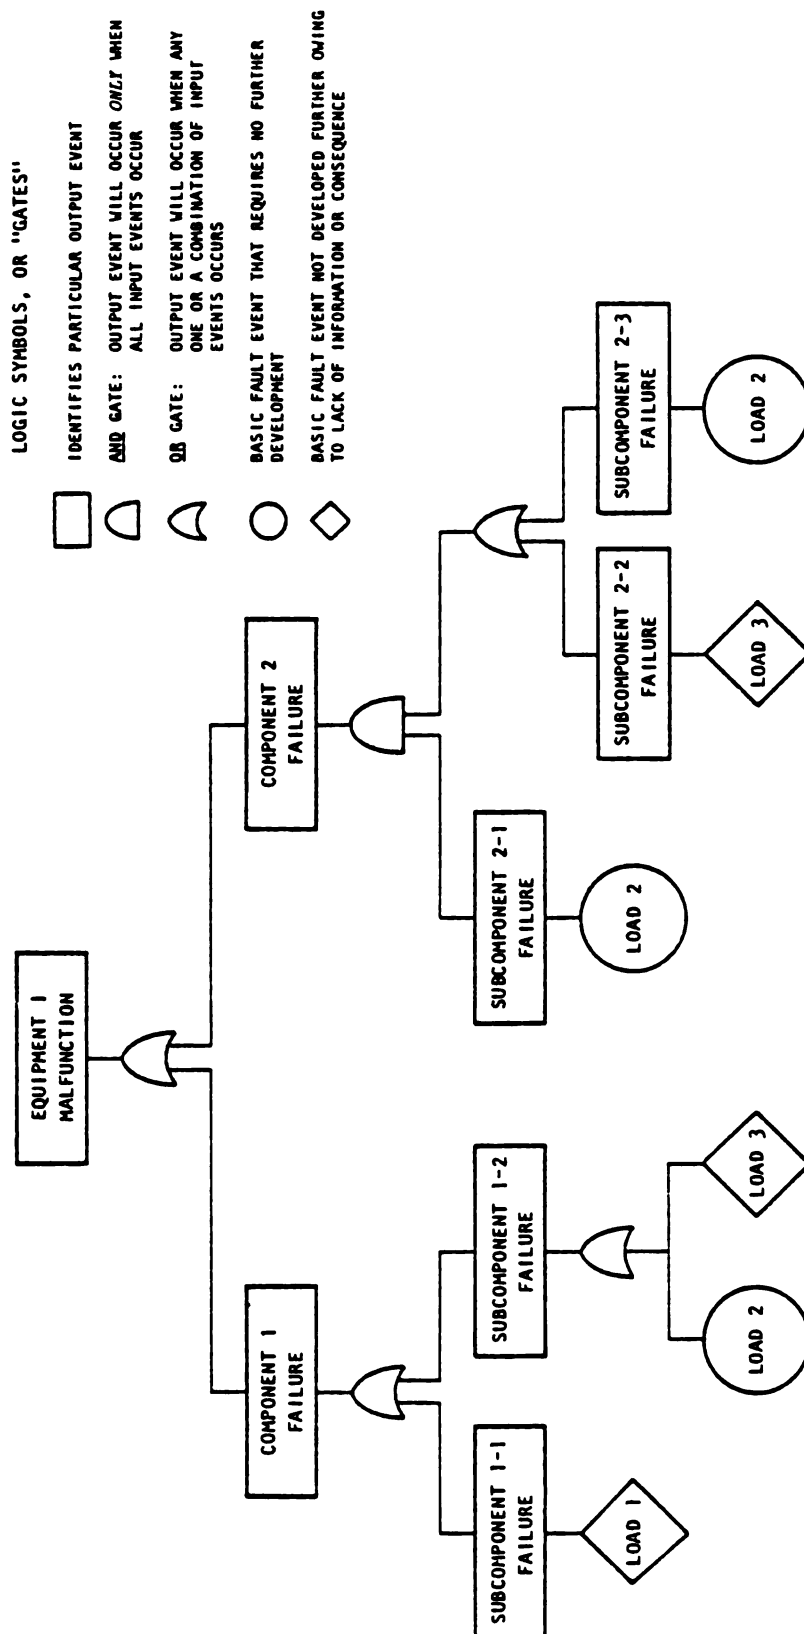 LOGIC SYMBOLS, OR "GATES"
IDENTIFIES PARTICULAR OUTPUT EVENT
AND GATE: OUTPUT EVENT WILL OCCUR ONLY WHEN
ALL INPUT EVENTS OCCUR
OR GATE: OUTPUT EVENT WILL OCCUR WHEN ANY
ONE OR A COMBINATION OF INPUT
EVENTS OCCURS
BASIC FAULT EVENT THAT REQUIRES NO FURTHER
DEVELOPMENT
BASIC FAULT EVENT NOT DEVELOPED FURTHER OWING
TO LACK OF INFORMATION OR CONSEQUENCE
EQUIPMENT 1
MALFUNCTION
COMPONENT 1
FAILURE
COMPONENT 2
FAILURE
SUBCOMPONENT 1-1
FAILURE
SUBCOMPONENT 1-2
FAILURE
SUBCOMPONENT 2-1
FAILURE
LOAD 1
LOAD 2
SUBCOMPONENT 2-2
FAILURE
SUBCOMPONENT 2-3
FAILURE
LOAD 2
LOAD 3
LOAD 3
LOAD 2